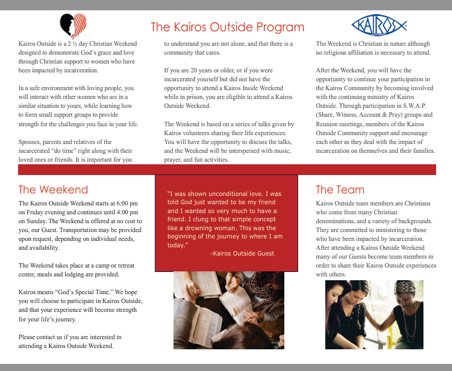 The Kairos Outside Program
KAIROS
Kairos Outside is a 2 ½ day Christian Weekend
designed to demonstrate God's grace and love
through Christian support to women who have
been impacted by incarceration.
In a safe environment with loving people, you
will interact with other women who are in a
similar situation to yours, while learning how
to form small support groups to provide
strength for the challenges you face in your life.
Spouses, parents and relatives of the
incarcerated "do time" right along with their
loved ones or friends. It is important for you
to understand you are not alone, and that there is a
community that cares.
If you are 20 years or older, or if you were
incarcerated yourself but did not have the
opportunity to attend a Kairos Inside Weekend
while in prison, you are eligible to attend a Kairos
Outside Weekend.
The Weekend is based on a series of talks given by
Kairos volunteers sharing their life experiences.
You will have the opportunity to discuss the talks,
and the Weekend will be interspersed with music,
prayer, and fun activities.
The Weekend is Christian in nature although
no religious affiliation is necessary to attend.
After the Weekend, you will have the
opportunity to continue your participation in
the Kairos Community by becoming involved
with the continuing ministry of Kairos
Outside. Through participation in S.W.A.P.
(Share, Witness, Account & Pray) groups and
Reunion meetings, members of the Kairos
Outside Community support and encourage
each other as they deal with the impact of
incarceration on themselves and their families.
The Weekend
The Kairos Outside Weekend starts at 6:00 pm
on Friday evening and continues until 4:00 pm
on Sunday. The Weekend is offered at no cost to
you, our Guest. Transportation may be provided
upon request, depending on individual needs,
and availability.
The Weekend takes place at a camp or retreat
center, meals and lodging are provided.
Kairos means "God's Special Time." We hope
you will choose to participate in Kairos Outside,
and that your experience will become strength
for your life's journey.
Please contact us if you are interested in
attending a Kairos Outside Weekend.
"I was shown unconditional love. I was
told God just wanted to be my friend
and I wanted so very much to have a
friend. I clung to that simple concept
like a drowning woman. This was the
beginning of the journey to where I am
today."
-Kairos Outside Guest
The Team
Kairos Outside team members are Christians
who come from many Christian
denominations, and a variety of backgrounds.
They are committed to ministering to those
who have been impacted by incarceration.
After attending a Kairos Outside Weekend
many of our Guests become team members in
order to share their Kairos Outside experiences
with others.